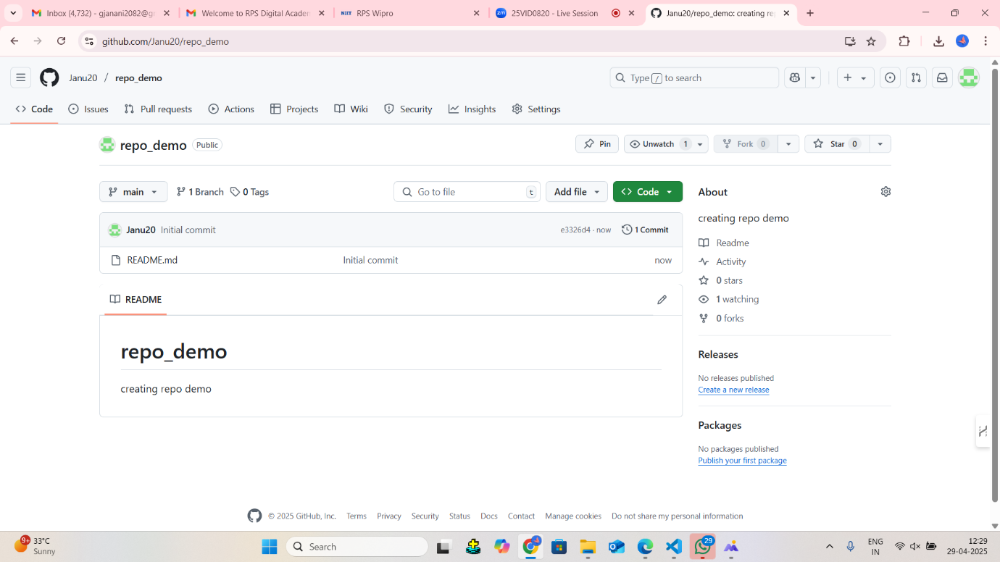 Inbox (4,732) - gjanani2082@g
Welcome to RPS Digital Academ
NIIT RPS Wipro
zm 25VID0820 - Live Session
Janu20/repo_demo: creating rep
github.com/Janu20/repo_demo
Janu20 / repo_demo
Type / to search
Code Issues Pull requests Actions Projects Wiki Security Insights Settings
repo_demo Public
Pin Unwatch 1 Fork 0 Star 0
main 1 Branch 0 Tags Go to file t Add file Code
Janu20 Initial commit e3326d4 · now 1 Commit
README.md Initial commit now
README
repo_demo
creating repo demo
About
creating repo demo
Readme
Activity
0 stars
1 watching
0 forks
Releases
No releases published
Create a new release
Packages
No packages published
Publish your first package
© 2025 GitHub, Inc. Terms Privacy Security Status Docs Contact Manage cookies Do not share my personal information
9+ 33°C
Sunny
Search
29
ENG
IN
12:29
29-04-2025